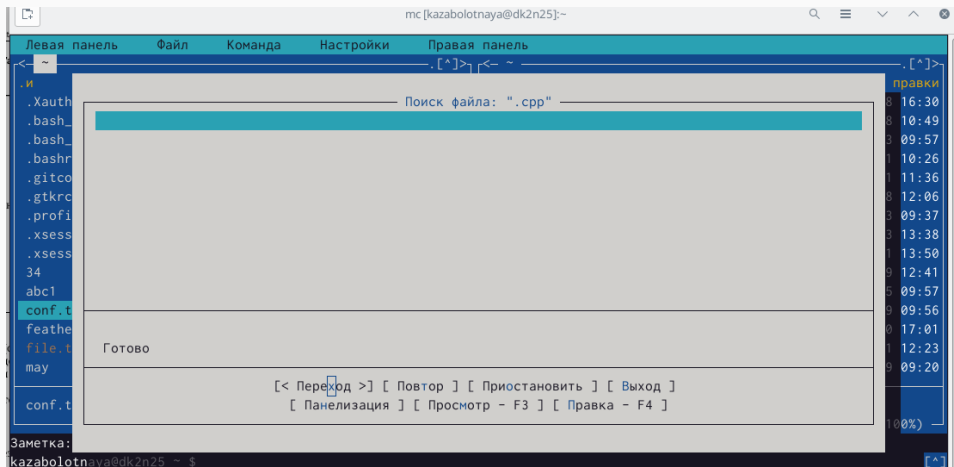 mc [kazabolotnaya@dk2n25]:~
Левая панель Файл Команда Настройки Правая панель
<- ~ .[^]> <- ~ .[^]>
.и правки
Поиск файла: ".cpp"
.Xauth 8 16:30
.bash_ 8 10:49
.bash_ 3 09:57
.bashr 1 10:26
.gitco 1 11:36
.gtkrc 8 12:06
.profi 3 09:37
.xsess 3 13:38
.xsess 1 13:50
34 9 12:41
abc1 5 09:57
conf.t 9 09:56
feathe 0 17:01
file.t Готово 1 12:23
may 9 09:20
[< Переход >] [ Повтор ] [ Приостановить ] [ Выход ]
conf.t [ Панелизация ] [ Просмотр - F3 ] [ Правка - F4 ]
100%)
Заметка:
kazabolotnaya@dk2n25 ~ $ [^]